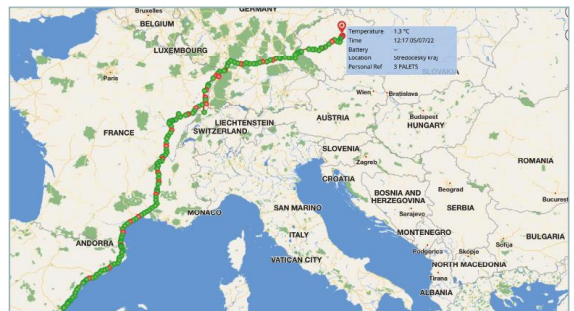 Bruxelles
GERMANY
BELGIUM
LUXEMBOURG
Paris
Temperature 1.3 °C
Time 12:17 05/07/22
Battery --
Location Středočeský kraj
Personal Ref 3 PALETS
SLOVAKIA
Wien
Bratislava
FRANCE
LIECHTENSTEIN
SWITZERLAND
AUSTRIA
Budapest
HUNGARY
SLOVENIA
Zagreb
CROATIA
ROMANIA
BOSNIA AND
HERZEGOVINA
Beograd
SERBIA
Bucurest
Sarajevo
MONACO
SAN MARINO
MONTENEGRO
ANDORRA
ITALY
Podgorica
Skopje
Sofija
BULGARIA
VATICAN CITY
NORTH MACEDONIA
Tirana
ALBANIA